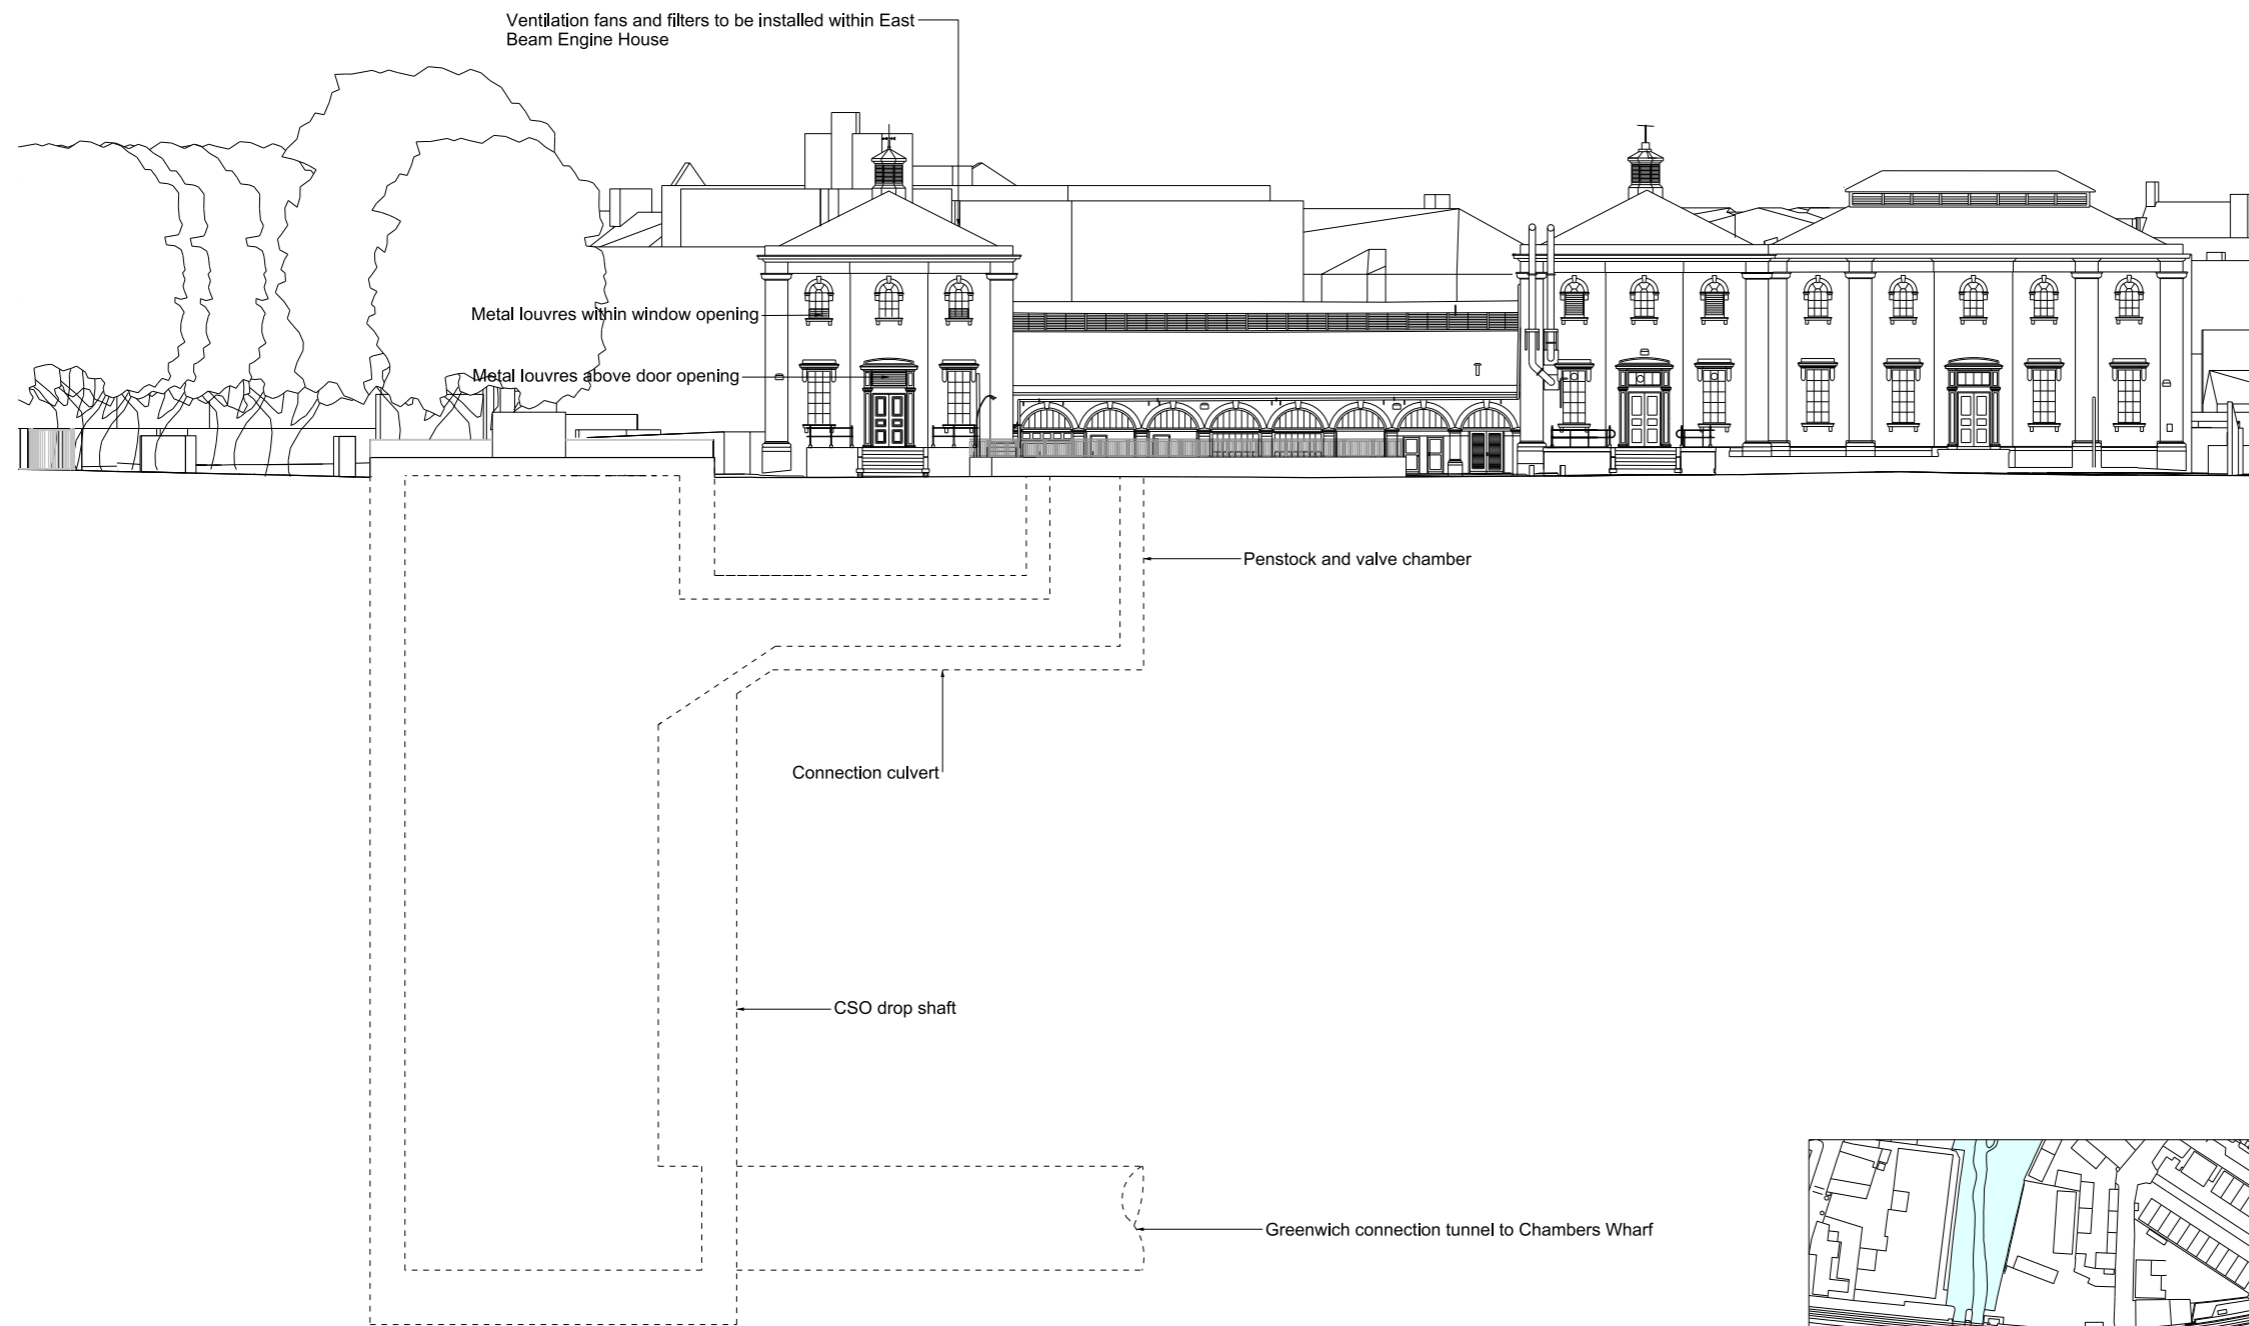 Ventilation fans and filters to be installed within East
Beam Engine House
Metal louvres within window opening
Metal louvres above door opening
Penstock and valve chamber
Connection culvert
CSO drop shaft
Greenwich connection tunnel to Chambers Wharf